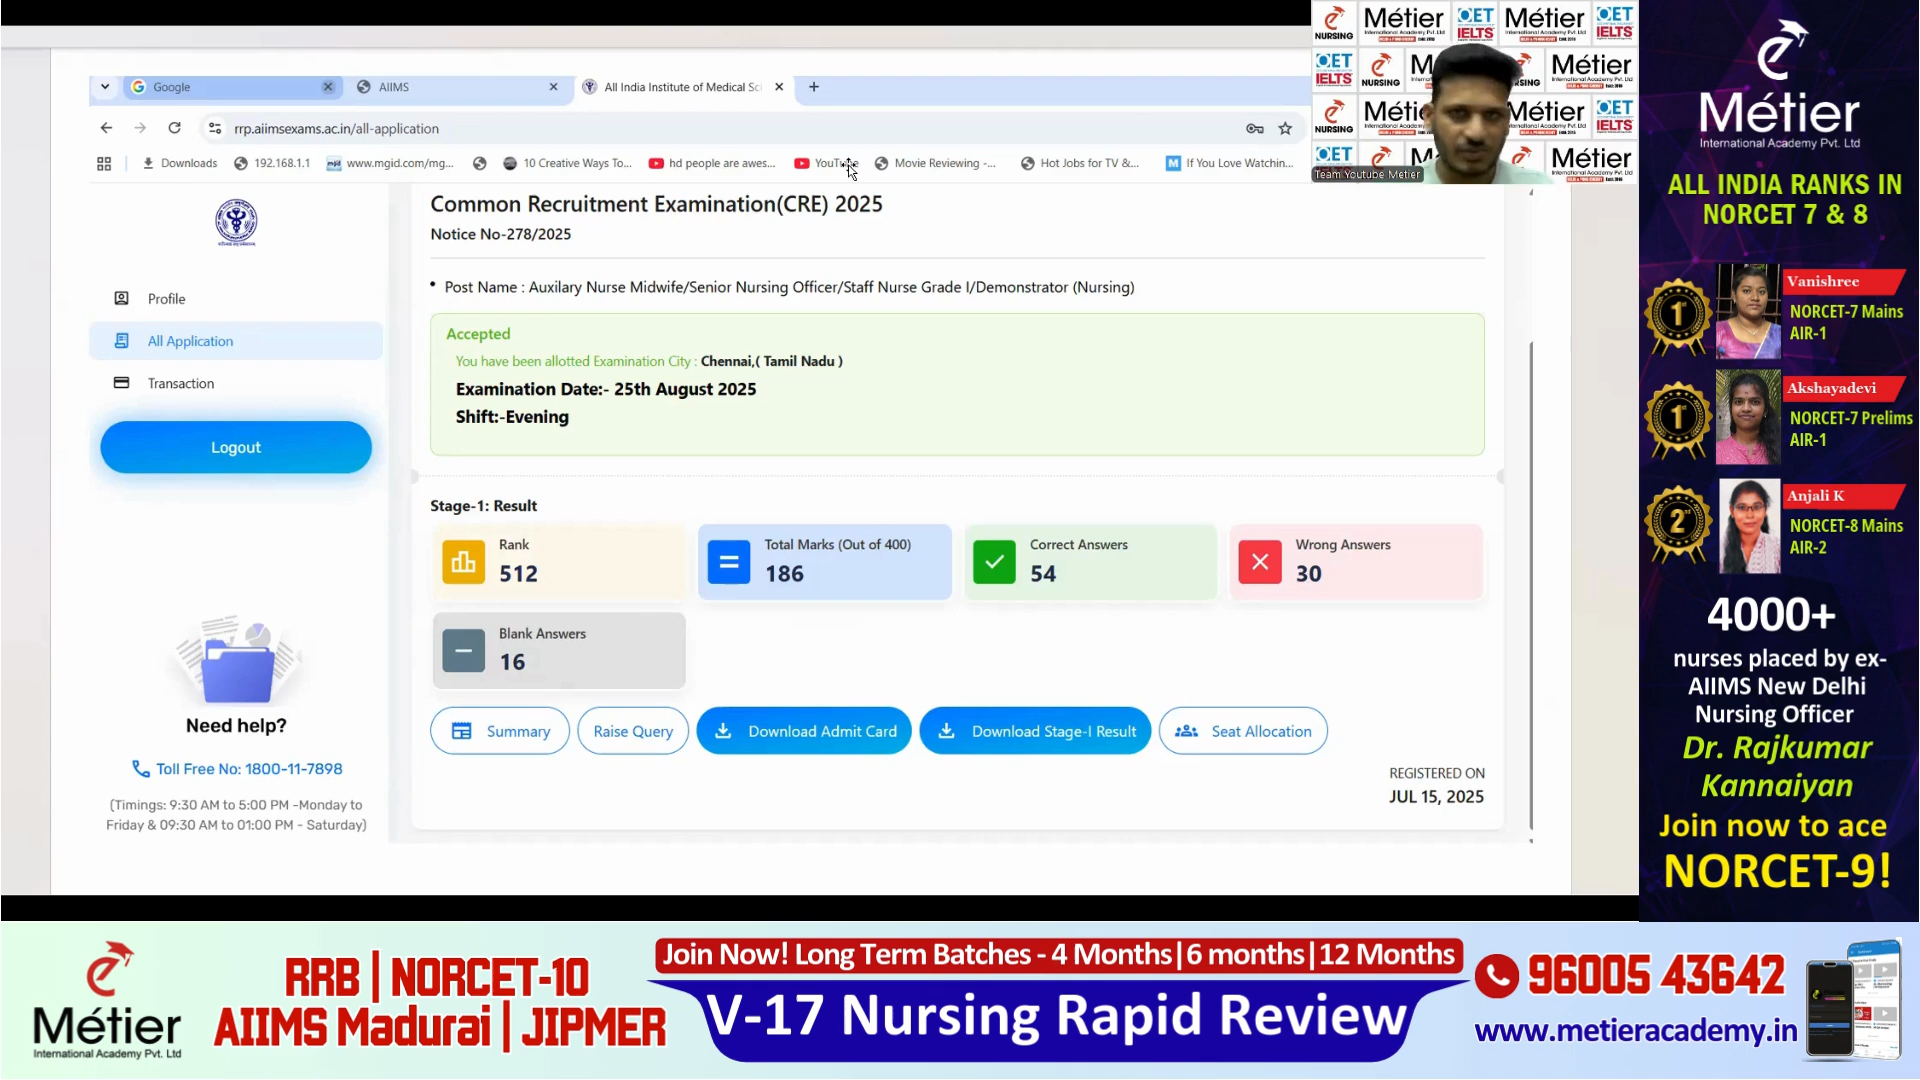 Google
AIIMS
All India Institute of Medical Sci
rrp.aiimsexams.ac.in/all-application
Downloads
192.168.1.1
www.mgid.com/mg...
10 Creative Ways To...
hd people are awes...
YouTube
Movie Reviewing -...
Hot Jobs for TV &...
If You Love Watchin...
Team Youtube Metier
Common Recruitment Examination(CRE) 2025
Notice No-278/2025
• Post Name : Auxilary Nurse Midwife/Senior Nursing Officer/Staff Nurse Grade I/Demonstrator (Nursing)
Profile
All Application
Transaction
Logout
Accepted
You have been allotted Examination City : Chennai,( Tamil Nadu )
Examination Date:- 25th August 2025
Shift:-Evening
Stage-1: Result
Rank
512
Total Marks (Out of 400)
186
Correct Answers
54
Wrong Answers
30
Blank Answers
16
Summary
Raise Query
Download Admit Card
Download Stage-I Result
Seat Allocation
REGISTERED ON
JUL 15, 2025
Need help?
Toll Free No: 1800-11-7898
(Timings: 9:30 AM to 5:00 PM -Monday to
Friday & 09:30 AM to 01:00 PM - Saturday)
Métier
International Academy Pvt. Ltd
ALL INDIA RANKS IN
NORCET 7 & 8
1st
Vanishree
NORCET-7 Mains
AIR-1
1st
Akshayadevi
NORCET-7 Prelims
AIR-1
2nd
Anjali K
NORCET-8 Mains
AIR-2
4000+
nurses placed by ex-
AIIMS New Delhi
Nursing Officer
Dr. Rajkumar
Kannaiyan
Join now to ace
NORCET-9!
Métier
International Academy Pvt. Ltd
RRB | NORCET-10
AIIMS Madurai | JIPMER
Join Now! Long Term Batches - 4 Months|6 months|12 Months
V-17 Nursing Rapid Review
96005 43642
www.metieracademy.in